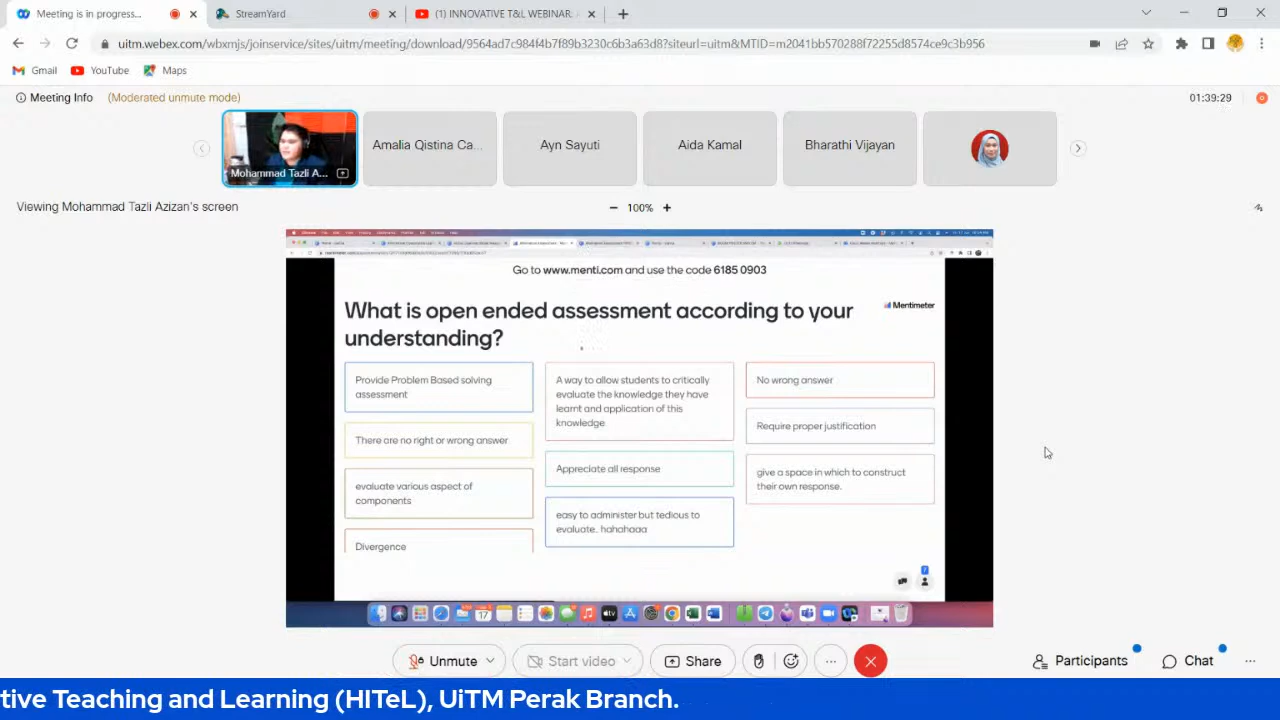 Meeting is in progress...
StreamYard
(1) INNOVATIVE T&L WEBINAR:
uitm.webex.com/wbxmjs/joinservice/sites/uitm/meeting/download/9564ad7c984f4b7f89b3230c6b3a63d8?siteurl=uitm&MTID=m2041bb570288f72255d8574ce9c3b956
Gmail
YouTube
Maps
Meeting Info (Moderated unmute mode)
01:39:29
Mohammad Tazli A...
Amalia Qistina Ca...
Ayn Sayuti
Aida Kamal
Bharathi Vijayan
Viewing Mohammad Tazli Azizan's screen
100%
Go to www.menti.com and use the code 6185 0903
What is open ended assessment according to your
understanding?
Mentimeter
Provide Problem Based solving
assessment
There are no right or wrong answer
evaluate various aspect of
components
Divergence
A way to allow students to critically
evaluate the knowledge they have
learnt and application of this
knowledge
Appreciate all response
easy to administer but tedious to
evaluate.. hahahaaa
No wrong answer
Require proper justification
give a space in which to construct
their own response.
Unmute
Start video
Share
Participants
Chat
tive Teaching and Learning (HITeL), UiTM Perak Branch.